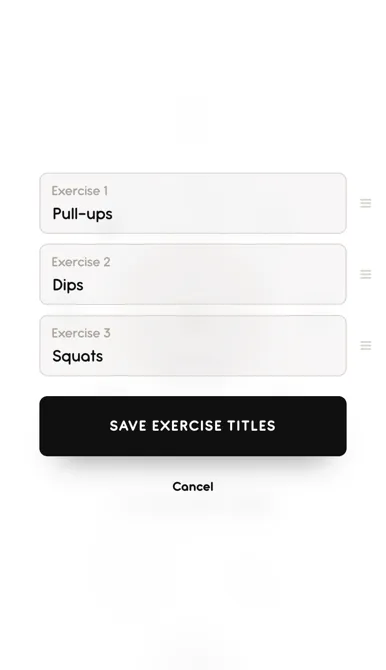 Exercise 1
Pull-ups
Exercise 2
Dips
Exercise 3
Squats
SAVE EXERCISE TITLES
Cancel